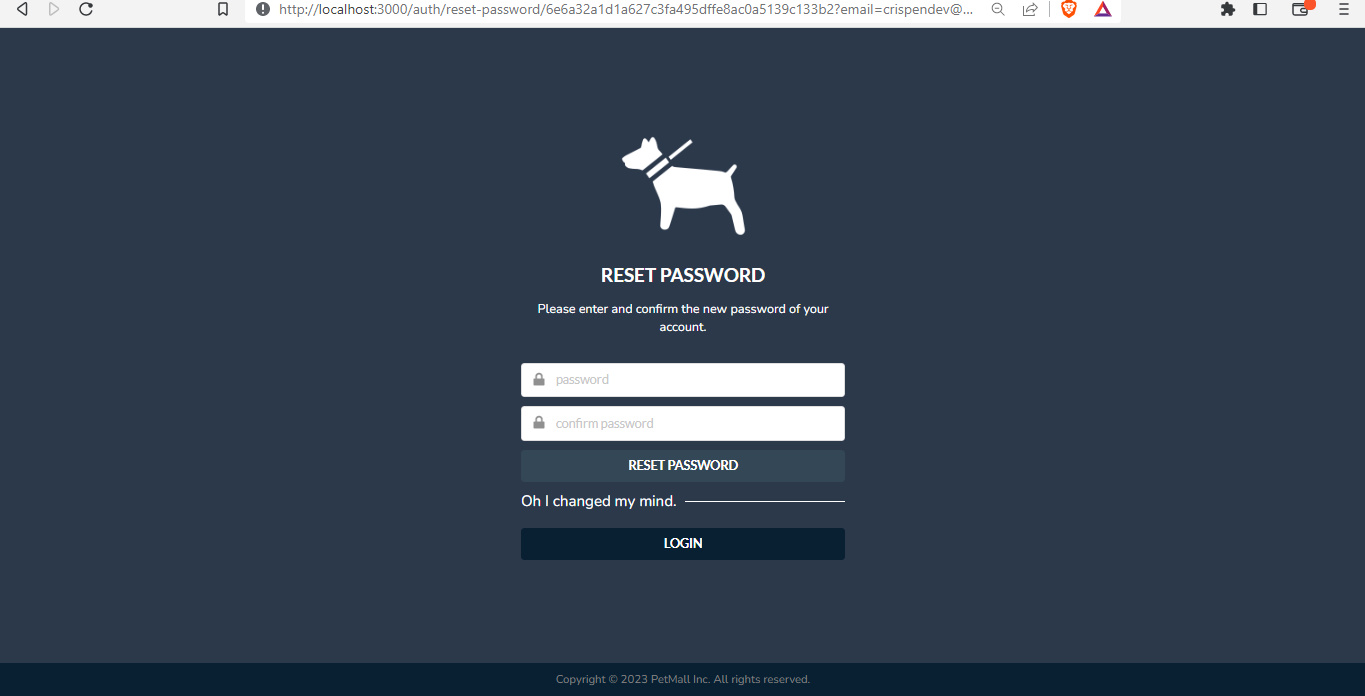 http://localhost:3000/auth/reset-password/6e6a32a1d1a627c3fa495dffe8ac0a5139c133b2?email=crispendev@...
RESET PASSWORD
Please enter and confirm the new password of your
account.
password
confirm password
RESET PASSWORD
Oh I changed my mind.
LOGIN
Copyright © 2023 PetMall Inc. All rights reserved.